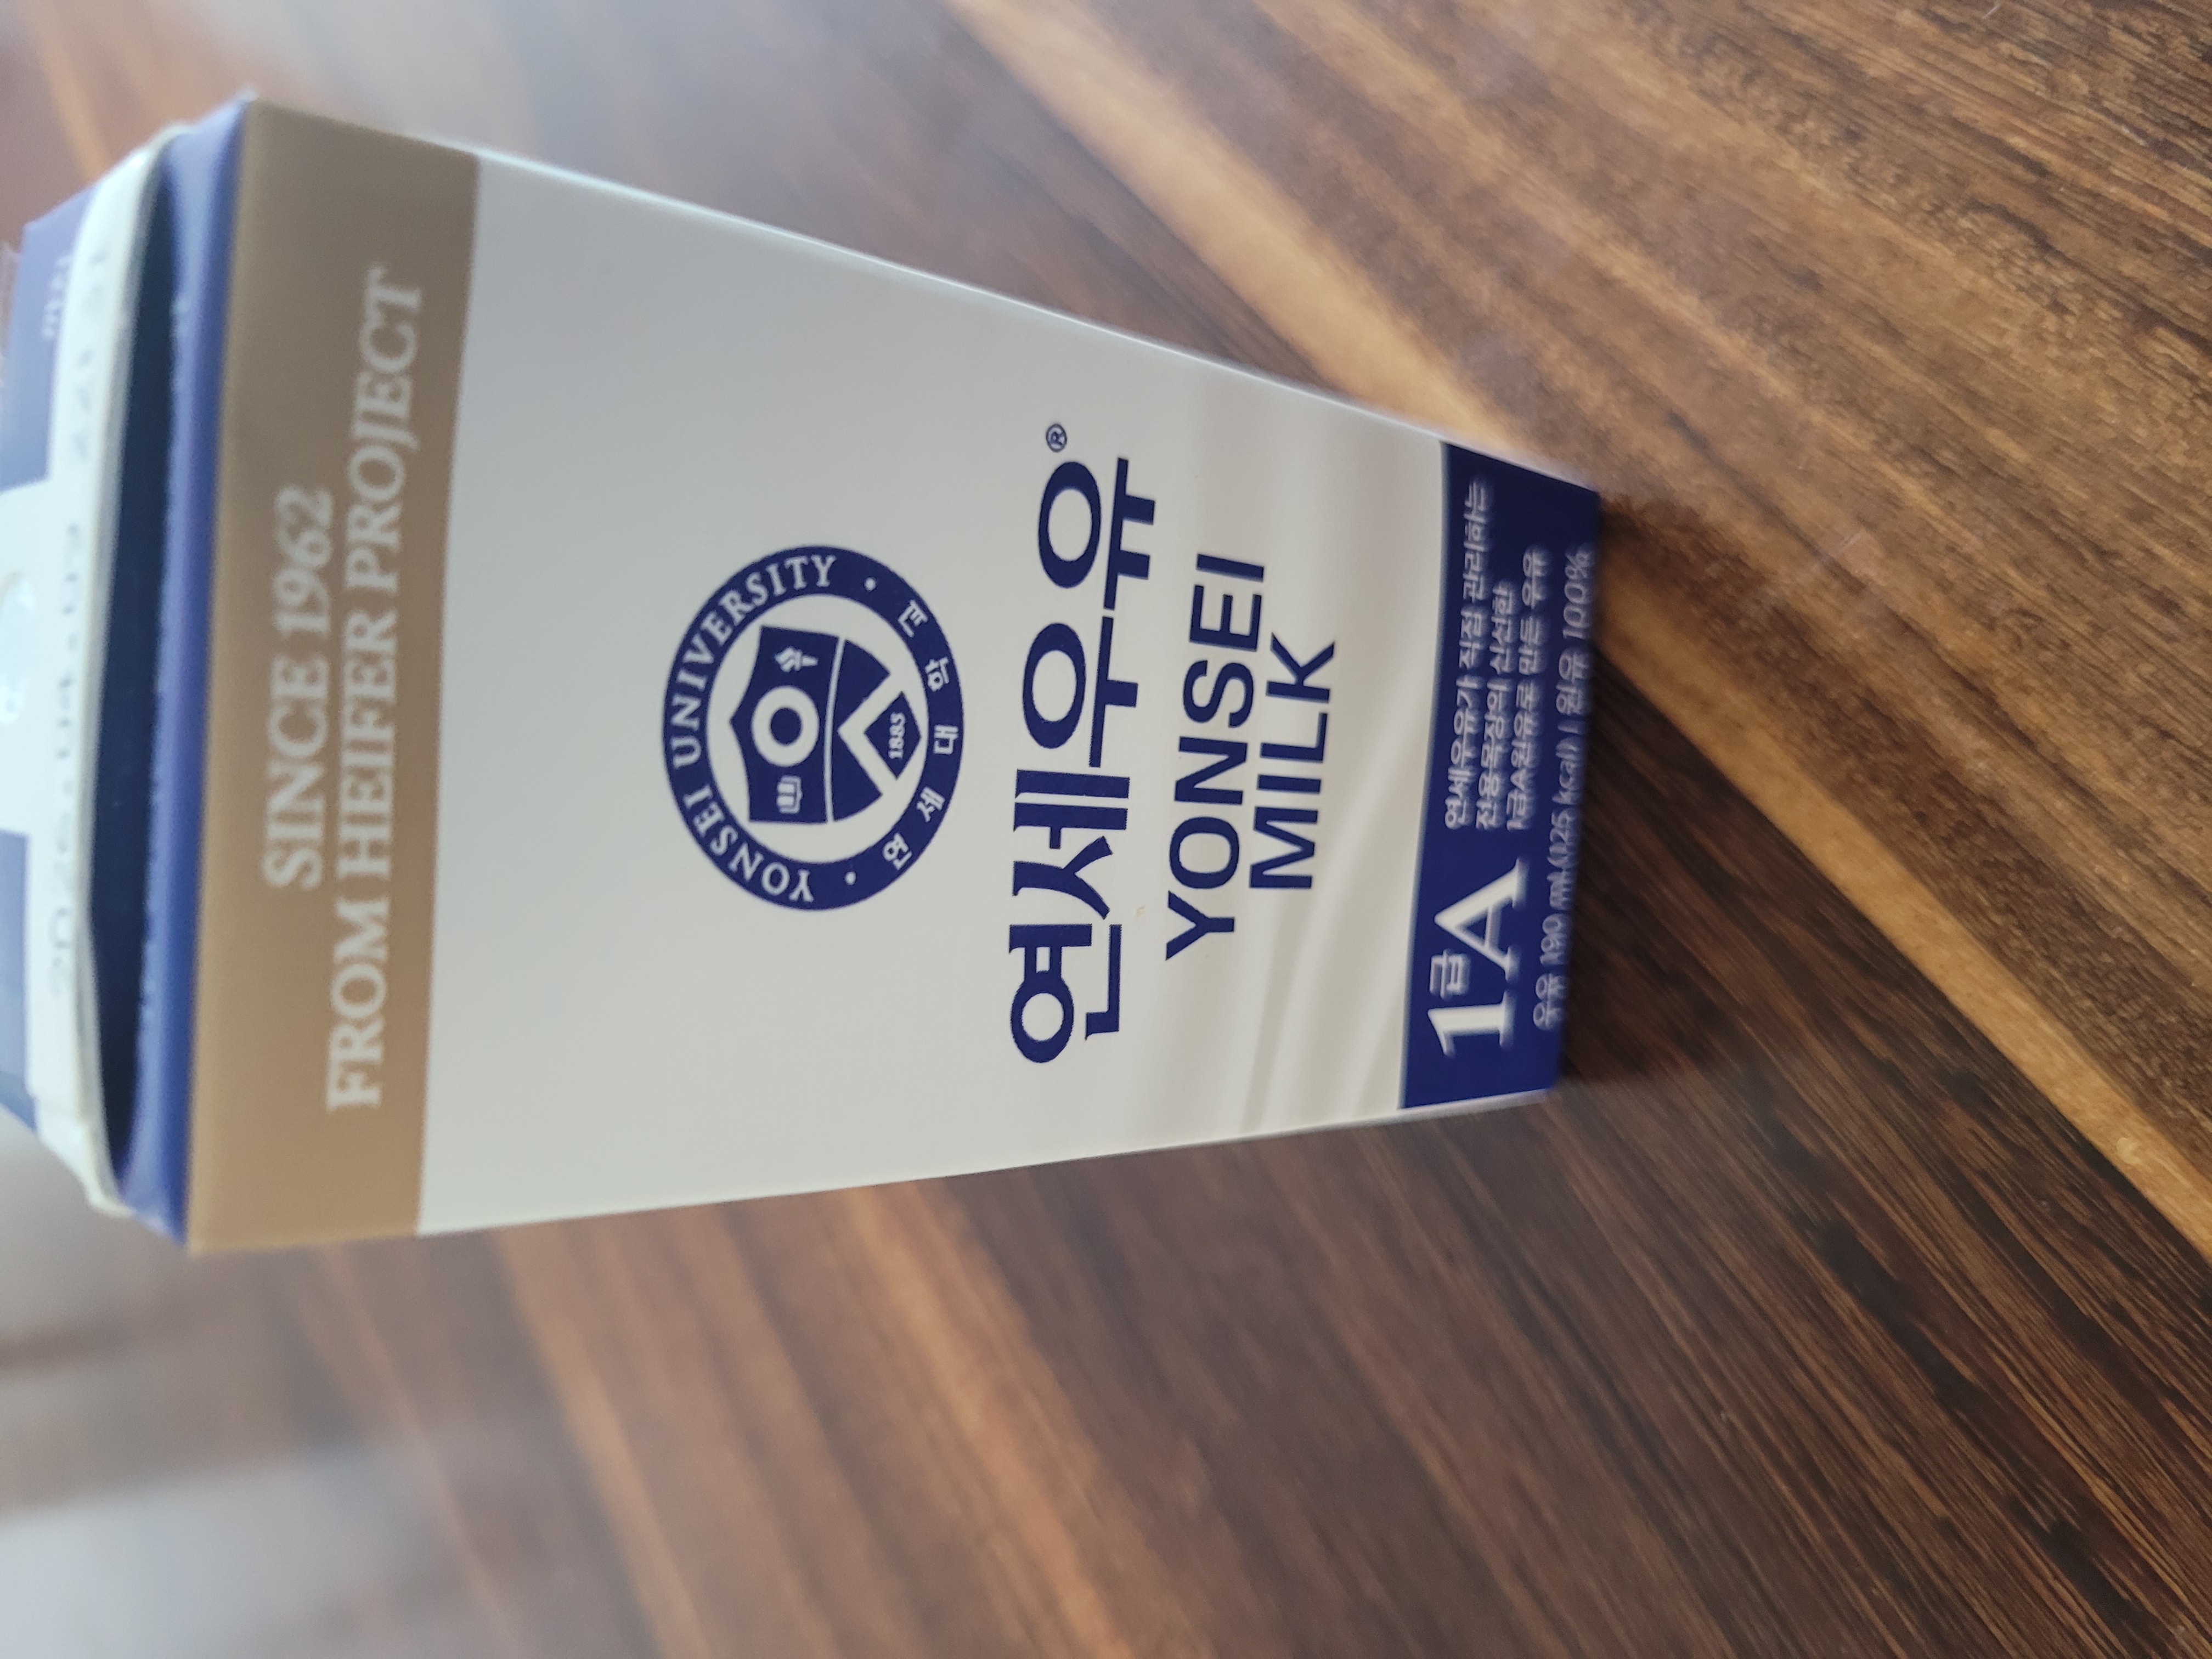 SINCE 1962
FROM HEIFER PROJECT
YONSEI UNIVERSITY
1885
연세대학교
연세우유®
YONSEI
MILK
1급A
연세우유가 직접 관리하는
전용목장의 신선한
1급A원유로 만든 우유
우유 190 mL(125 kcal) | 원유 100%